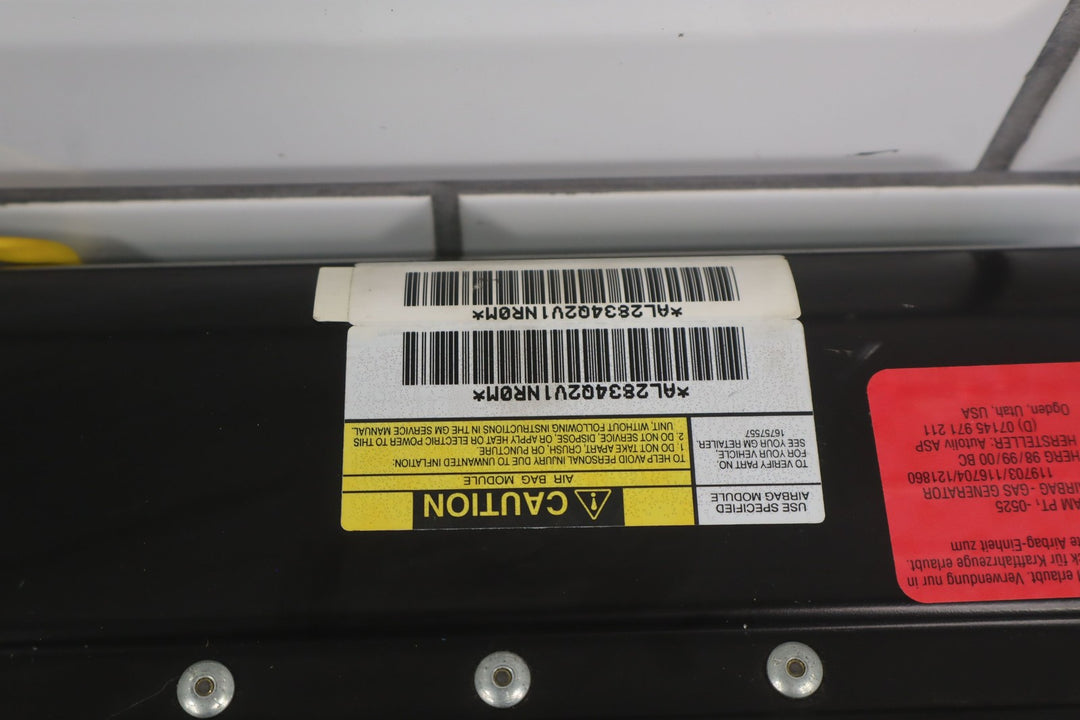 USE SPECIFIED
AIRBAG MODULE
TO VERIFY PART NO.
FOR YOUR VEHICLE,
SEE YOUR GM RETAILER.
16757557
CAUTION
AIR BAG MODULE
TO HELP AVOID PERSONAL INJURY DUE TO UNWANTED INFLATION:
1. DO NOT TAKE APART, CRUSH, OR PUNCTURE.
2. DO NOT SERVICE, DISPOSE, OR APPLY HEAT OR ELECTRIC POWER TO THIS
UNIT, WITHOUT FOLLOWING INSTRUCTIONS IN THE GM SERVICE MANUAL.
*AL2834Q2V1NR0M*
*AL2834Q2V1NR0M*
erlaubt. Verwendung nur in
für Kraftfahrzeuge erlaubt.
Airbag-Einheit zum
AM PT, -0525
AIRBAG - GAS GENERATOR
119703/116704/121860
HERG 98/99/00 BC
HERSTELLER: Autoliv ASP
(D) 07145 971 211
Ogden, Utah, USA